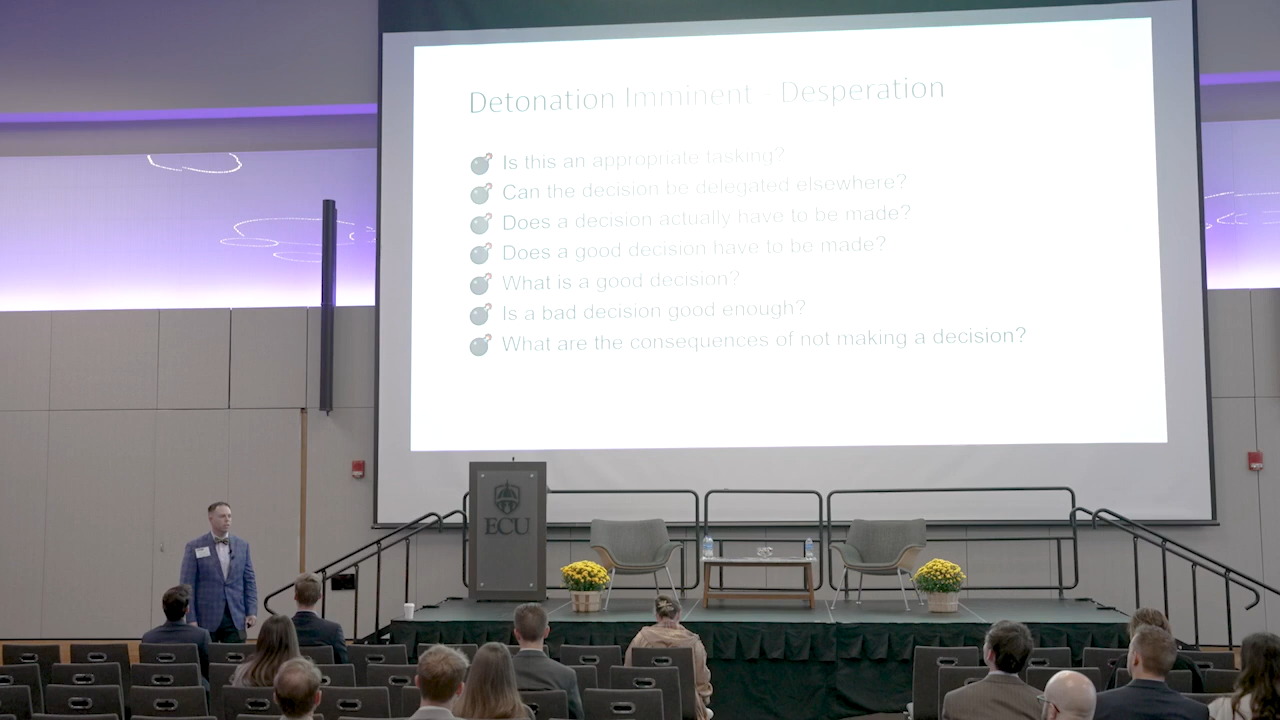 Detonation Imminent - Desperation
Is this an appropriate tasking?
Can the decision be delegated elsewhere?
Does a decision actually have to be made?
Does a good decision have to be made?
What is a good decision?
Is a bad decision good enough?
What are the consequences of not making a decision?
ECU